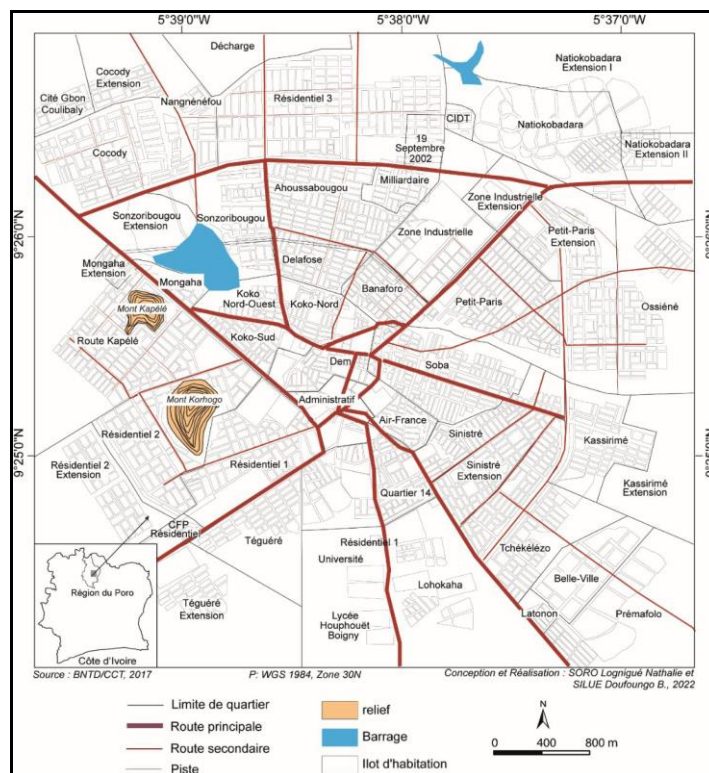 5°39'0"W
5°38'0"W
5°37'0"W
Décharge
Cocody
Extension
Cité Gbon
Coulibaly
Nangnénéfou
Résidentiel 3
CIDT
Natiokobadara
Extension I
Natiokobadara
Natiokobadara
Extension II
Cocody
19
Septembre
2002
Milliardaire
Ahoussabougou
Zone Industrielle
Extension
Sonzoribougou
Extension
Sonzoribougou
Zone Industrielle
Petit-Paris
Extension
9°26'0"N
9°26'0"N
Mongaha
Extension
Mongaha
Delafose
Koko
Nord-Ouest
Koko-Nord
Banaforo
Petit-Paris
Ossiéné
Mont Kapélé
Route Kapélé
Koko-Sud
Dem
Soba
Mont Korhogo
Administratif
Air-France
Sinistré
Kassirimé
9°25'0"N
9°25'0"N
Résidentiel 2
Résidentiel 2
Extension
Résidentiel 1
Sinistré
Extension
Quartier 14
Kassirimé
Extension
CFP
Résidentiel
Téguéré
Résidentiel 1
Université
Tchékélézo
Lohokaha
Belle-Ville
Téguéré
Extension
Lycée
Houphouët
Boigny
Latonon
Prémafolo
Région du Poro
Côte d'Ivoire
Source : BNTD/CCT, 2017
P: WGS 1984, Zone 30N
Conception et Réalisation : SORO Lognigué Nathalie et
SILUE Doufoungo B., 2022
Limite de quartier
Route principale
Route secondaire
Piste
relief
Barrage
Ilot d'habitation
N
0 400 800 m